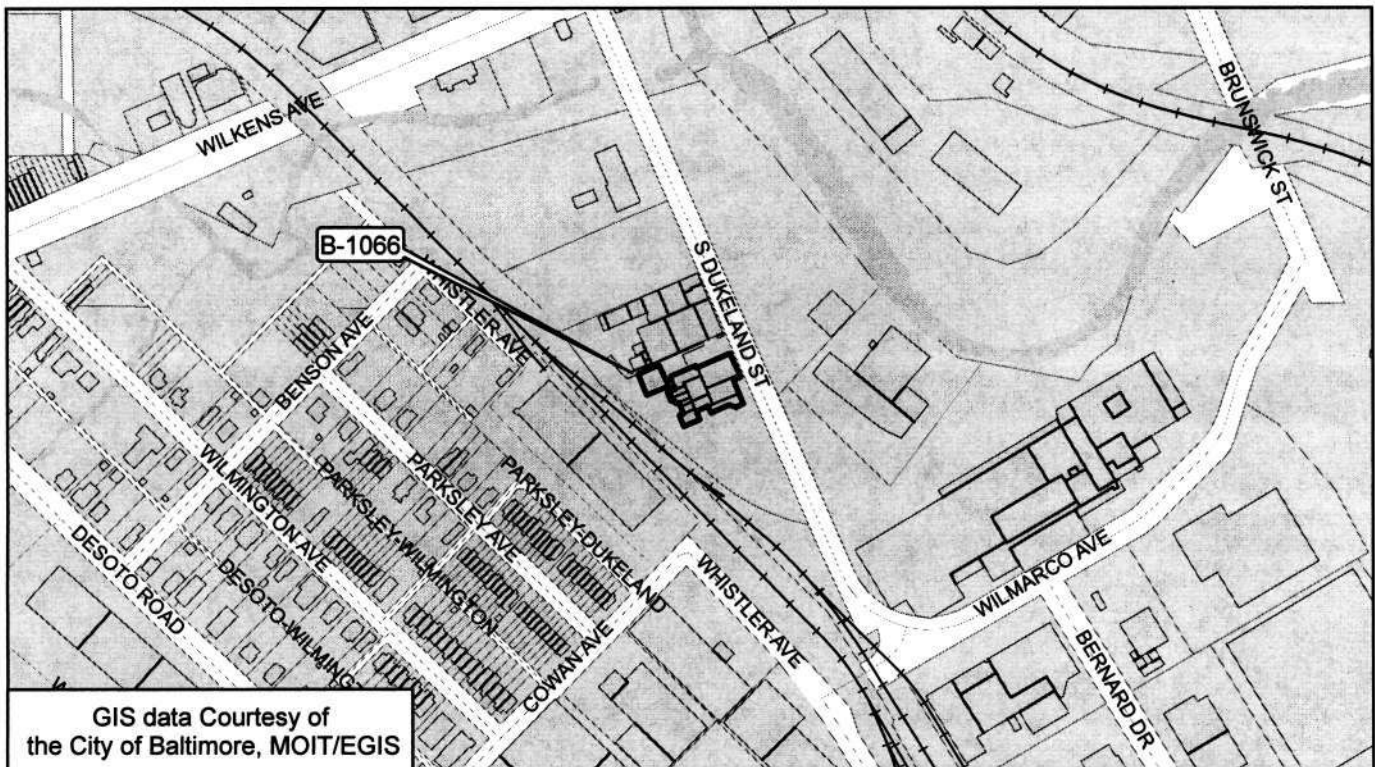 WILKENS AVE
BRUNSWICK ST
B-1066
S DUKELAND ST
WHISTLER AVE
BENSON AVE
PARKSLEY-DUKELAND
PARKSLEY AVE
PARKSLEY-WILMINGTON
WILMINGTON AVE
DESOTO ROAD
WHISTLER AVE
WILMARCO AVE
COWAN AVE
BERNARD DR
GIS data Courtesy of
the City of Baltimore, MOIT/EGIS